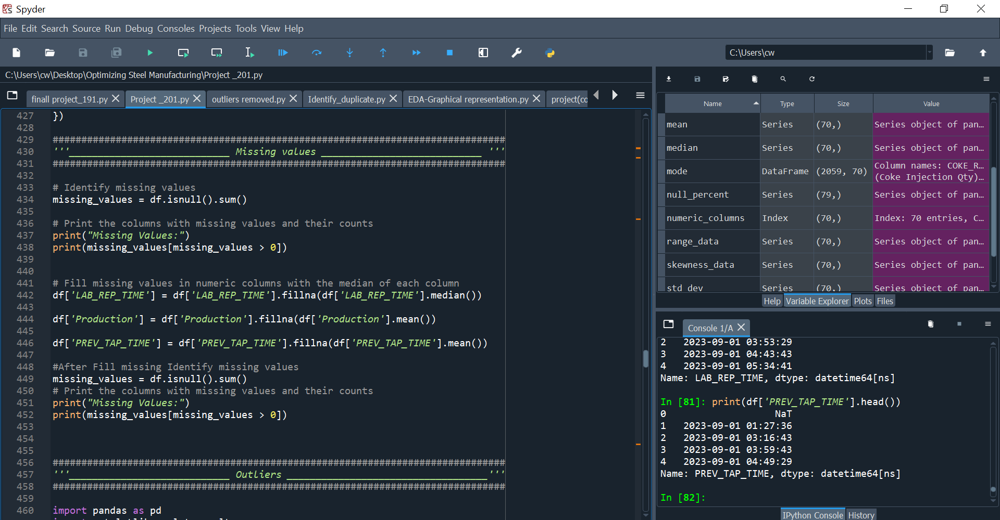 Spyder
File Edit Search Source Run Debug Consoles Projects Tools View Help
C:\Users\cw
C:\Users\cw\Desktop\Optimizing Steel Manufacturing\Project _201.py
finall project_191.py
Project _201.py
outliers removed.py
Identify_duplicate.py
EDA-Graphical representation.py
project(co
427 })
428
429 ###############################################################################
430 '''____________________________ Missing values ____________________________ '''
431 ###############################################################################
432
433 # Identify missing values
434 missing_values = df.isnull().sum()
435
436 # Print the columns with missing values and their counts
437 print("Missing Values:")
438 print(missing_values[missing_values > 0])
439
440
441 # Fill missing values in numeric columns with the median of each column
442 df['LAB_REP_TIME'] = df['LAB_REP_TIME'].fillna(df['LAB_REP_TIME'].median())
443
444 df['Production'] = df['Production'].fillna(df['Production'].mean())
445
446 df['PREV_TAP_TIME'] = df['PREV_TAP_TIME'].fillna(df['PREV_TAP_TIME'].mean())
447
448 #After Fill missing Identify missing values
449 missing_values = df.isnull().sum()
450 # Print the columns with missing values and their counts
451 print("Missing Values:")
452 print(missing_values[missing_values > 0])
453
454
455
456 ###############################################################################
457 '''____________________________ Outliers ___________________________________'''
458 ###############################################################################
459
460 import pandas as pd
Name Type Size Value
mean Series (70,) Series object of pan...
median Series (70,) Series object of pan...
mode DataFrame (2059, 70) Column names: COKE_R...
(Coke Injection Qty)...
null_percent Series (79,) Series object of pan...
numeric_columns Index (70,) Index: 70 entries, C...
range_data Series (70,) Series object of pan...
skewness_data Series (70,) Series object of pan...
std_dev Series (70,) Series object of pan...
Help Variable Explorer Plots Files
Console 1/A
2 2023-09-01 03:53:29
3 2023-09-01 04:43:43
4 2023-09-01 05:34:41
Name: LAB_REP_TIME, dtype: datetime64[ns]
In [81]: print(df['PREV_TAP_TIME'].head())
0 NaT
1 2023-09-01 01:27:36
2 2023-09-01 03:16:43
3 2023-09-01 03:59:43
4 2023-09-01 04:49:29
Name: PREV_TAP_TIME, dtype: datetime64[ns]
In [82]:
IPython Console History